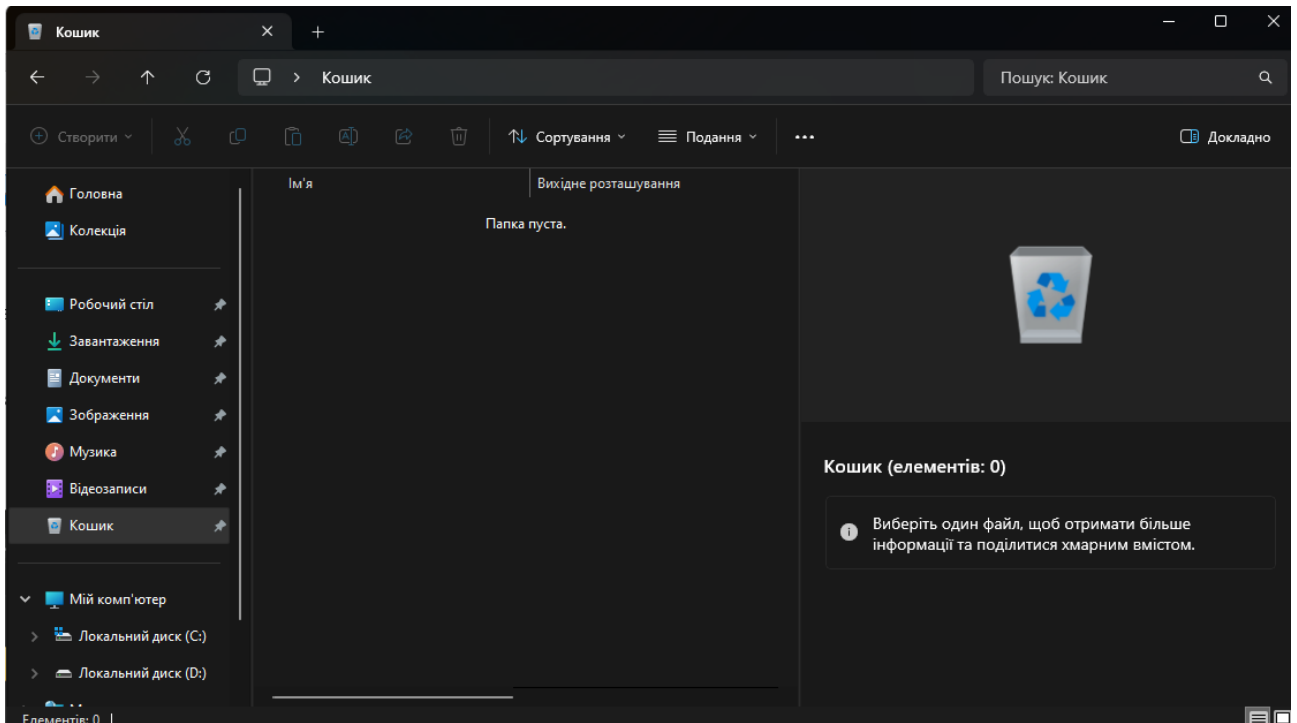 Кошик
Кошик
Пошук: Кошик
Створити
Сортування
Подання
Докладно
Головна
Колекція
Робочий стіл
Завантаження
Документи
Зображення
Музика
Відеозаписи
Кошик
Мій комп'ютер
Локальний диск (C:)
Локальний диск (D:)
Елементів: 0
Ім'я
Вихідне розташування
Папка пуста.
Кошик (елементів: 0)
Виберіть один файл, щоб отримати більше
інформації та поділитися хмарним вмістом.